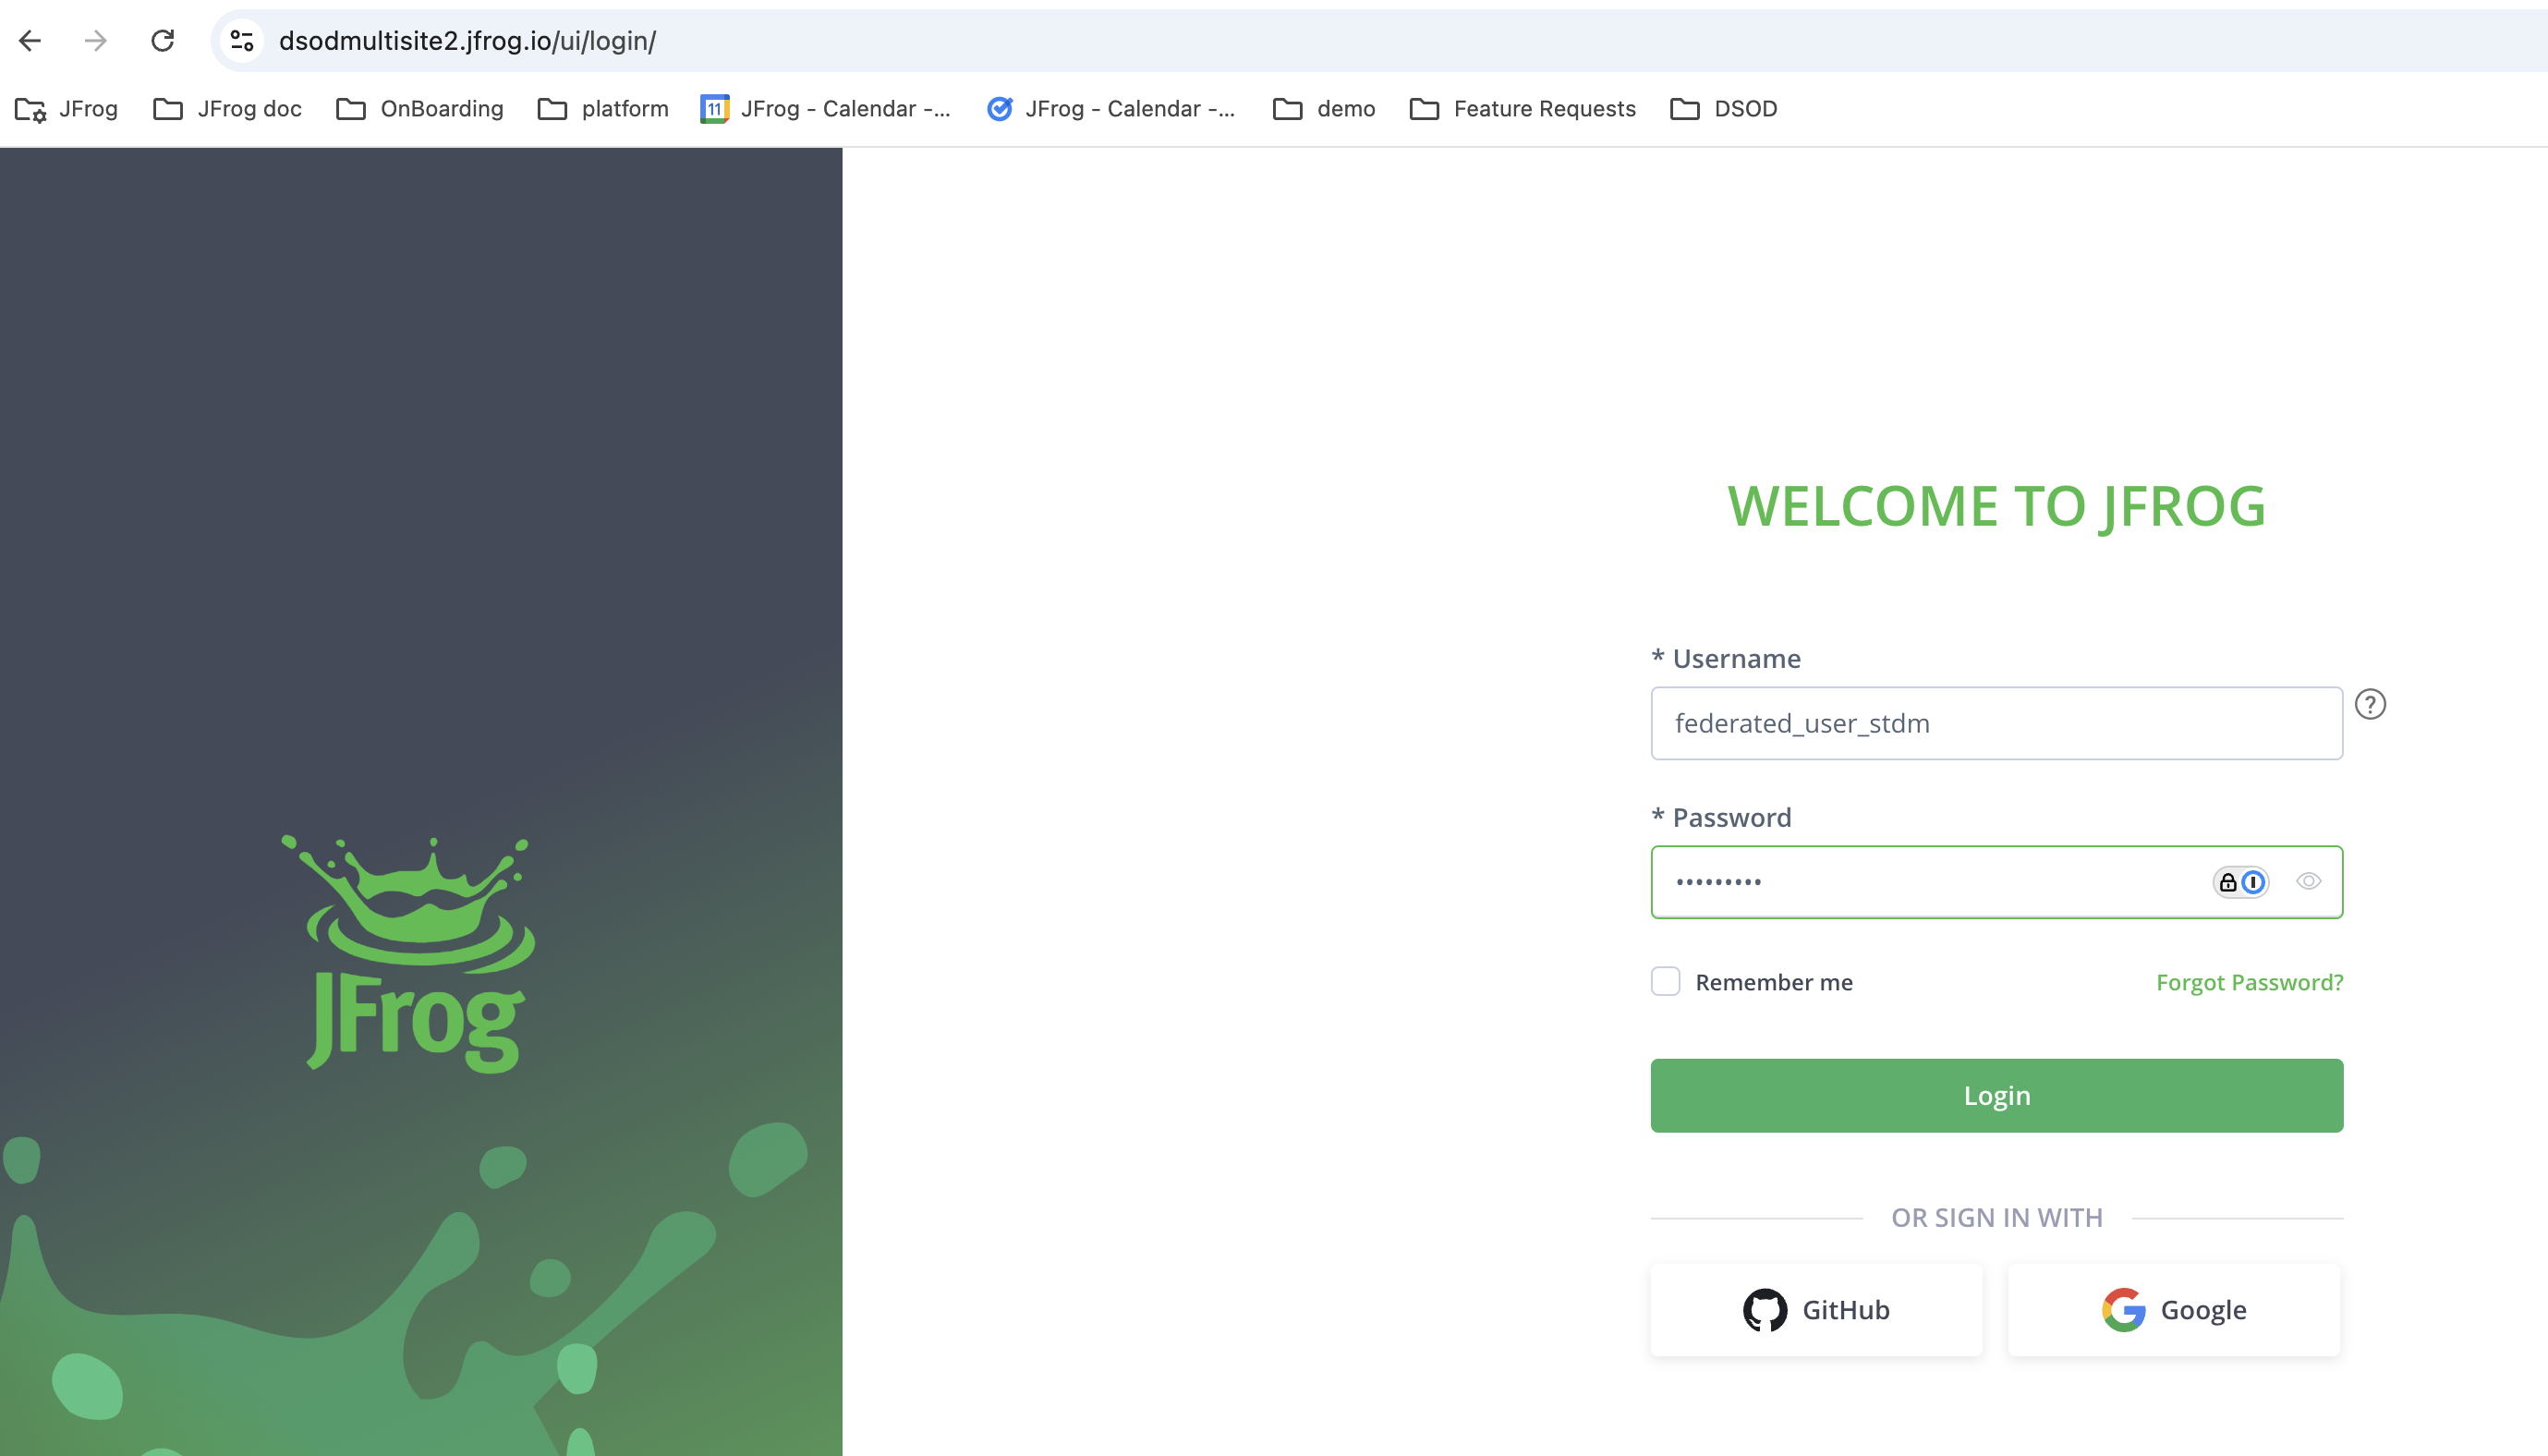 dsodmultisite2.jfrog.io/ui/login/
JFrog JFrog doc OnBoarding platform 11 JFrog - Calendar -... JFrog - Calendar -... demo Feature Requests DSOD
WELCOME TO JFROG
* Username
federated_user_stdm
?
* Password
•••••••••
Remember me Forgot Password?
JFrog
Login
OR SIGN IN WITH
GitHub Google